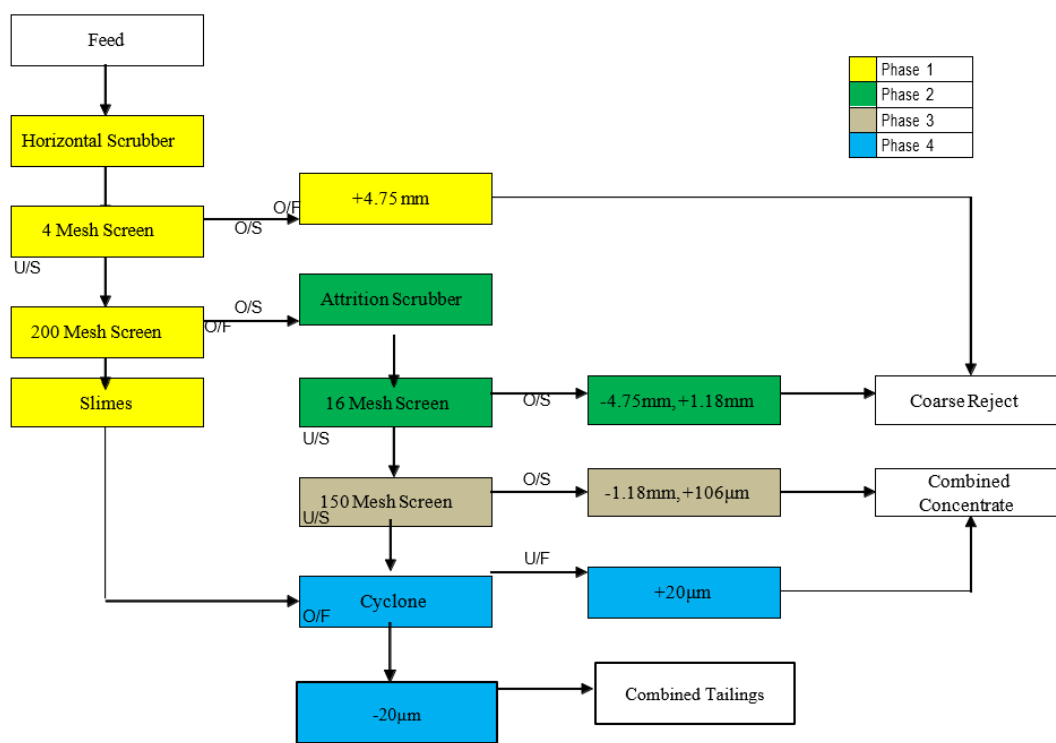 Feed
Phase 1
Phase 2
Phase 3
Phase 4
Horizontal Scrubber
+4.75 mm
O/F
O/S
4 Mesh Screen
U/S
Attrition Scrubber
O/S
O/F
200 Mesh Screen
Slimes
16 Mesh Screen
O/S
-4.75mm, +1.18mm
Coarse Reject
U/S
O/S
150 Mesh Screen
-1.18mm, +106µm
Combined
Concentrate
U/S
U/F
Cyclone
+20µm
O/F
-20µm
Combined Tailings